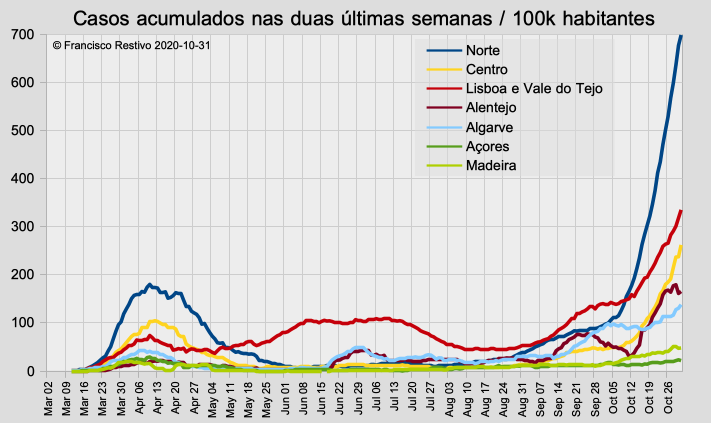 Casos acumulados nas duas últimas semanas / 100k habitantes
© Francisco Restivo 2020-10-31
Norte
Centro
Lisboa e Vale do Tejo
Alentejo
Algarve
Açores
Madeira
700
600
500
400
300
200
100
0
Mar 02
Mar 09
Mar 16
Mar 23
Mar 30
Apr 06
Apr 13
Apr 20
Apr 27
May 04
May 11
May 18
May 25
Jun 01
Jun 08
Jun 15
Jun 22
Jun 29
Jul 06
Jul 13
Jul 20
Jul 27
Aug 03
Aug 10
Aug 17
Aug 24
Aug 31
Sep 07
Sep 14
Sep 21
Sep 28
Oct 05
Oct 12
Oct 19
Oct 26